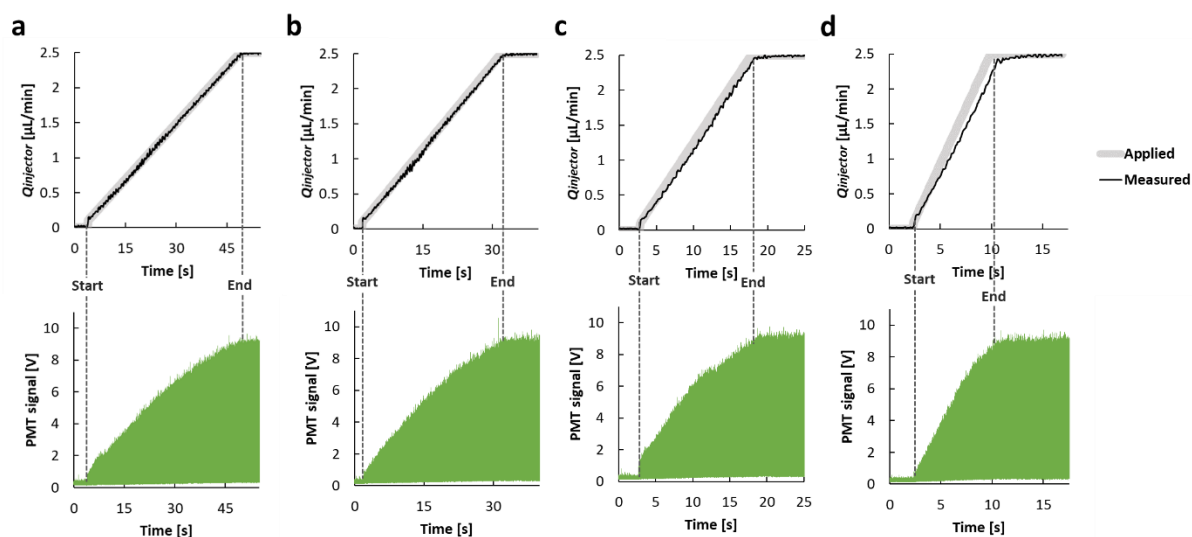 a
b
c
d
Qinjector [µL/min]
2.5
2
1.5
1
0.5
0
0 15 30 45
Time [s]
Qinjector [µL/min]
2.5
2
1.5
1
0.5
0
0 10 20 30
Time [s]
Qinjector [µL/min]
2.5
2
1.5
1
0.5
0
0 5 10 15 20 25
Time [s]
Qinjector [µL/min]
2.5
2
1.5
1
0.5
0
0 5 10 15
Time [s]
Applied
Measured
Start
End
Start
End
Start
End
Start
End
PMT signal [V]
10
8
6
4
2
0
0 15 30 45
Time [s]
PMT signal [V]
10
8
6
4
2
0
0 10 20 30
Time [s]
PMT signal [V]
10
8
6
4
2
0
0 5 10 15 20 25
Time [s]
PMT signal [V]
10
8
6
4
2
0
0 5 10 15
Time [s]